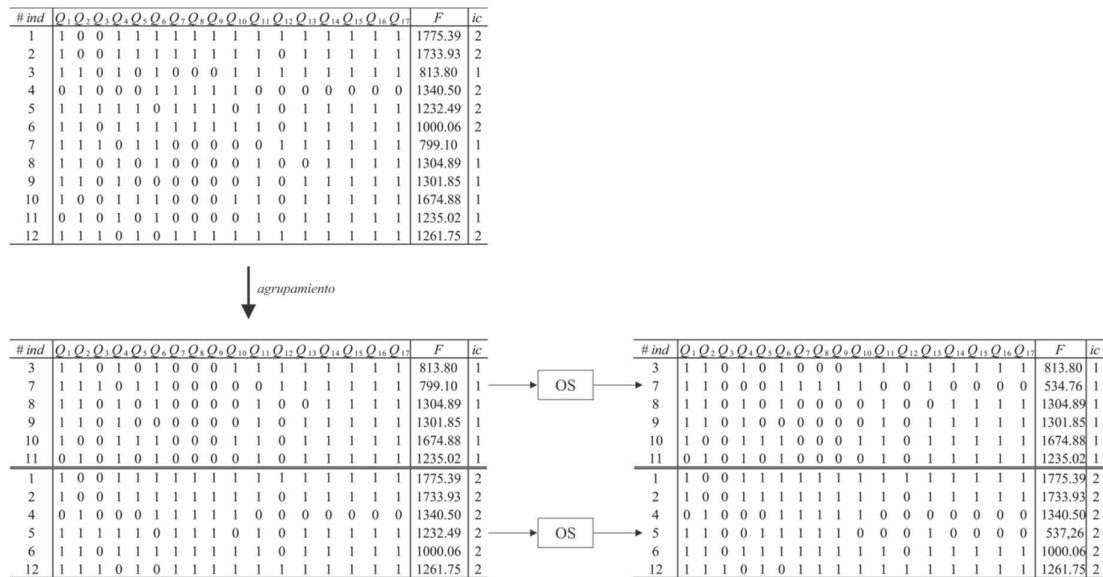 # ind Q1 Q2 Q3 Q4 Q5 Q6 Q7 Q8 Q9 Q10 Q11 Q12 Q13 Q14 Q15 Q16 Q17 F ic
1 1 0 0 1 1 1 1 1 1 1 1 1 1 1 1 1 1 1775.39 2
2 1 0 0 1 1 1 1 1 1 1 1 0 1 1 1 1 1 1733.93 2
3 1 1 0 1 0 1 0 0 0 1 1 1 1 1 1 1 1 813.80 1
4 0 1 0 0 0 1 1 1 1 1 0 0 0 0 0 0 0 1340.50 2
5 1 1 1 1 1 0 1 1 1 0 1 0 1 1 1 1 1 1232.49 2
6 1 1 0 1 1 1 1 1 1 1 1 0 1 1 1 1 1 1000.06 2
7 1 1 1 0 1 1 0 0 0 0 0 1 1 1 1 1 1 799.10 1
8 1 1 0 1 0 1 0 0 0 0 1 0 0 1 1 1 1 1304.89 1
9 1 1 0 1 0 0 0 0 0 0 1 0 1 1 1 1 1 1301.85 1
10 1 0 0 1 1 1 0 0 0 1 1 0 1 1 1 1 1 1674.88 1
11 0 1 0 1 0 1 0 0 0 0 1 0 1 1 1 1 1 1235.02 1
12 1 1 1 0 1 0 1 1 1 1 1 1 1 1 1 1 1 1261.75 2
agrupamiento
# ind Q1 Q2 Q3 Q4 Q5 Q6 Q7 Q8 Q9 Q10 Q11 Q12 Q13 Q14 Q15 Q16 Q17 F ic
3 1 1 0 1 0 1 0 0 0 1 1 1 1 1 1 1 1 813.80 1
7 1 1 1 0 1 1 0 0 0 0 0 1 1 1 1 1 1 799.10 1
8 1 1 0 1 0 1 0 0 0 0 1 0 0 1 1 1 1 1304.89 1
9 1 1 0 1 0 0 0 0 0 0 1 0 1 1 1 1 1 1301.85 1
10 1 0 0 1 1 1 0 0 0 1 1 0 1 1 1 1 1 1674.88 1
11 0 1 0 1 0 1 0 0 0 0 1 0 1 1 1 1 1 1235.02 1
1 1 0 0 1 1 1 1 1 1 1 1 1 1 1 1 1 1 1775.39 2
2 1 0 0 1 1 1 1 1 1 1 1 0 1 1 1 1 1 1733.93 2
4 0 1 0 0 0 1 1 1 1 1 0 0 0 0 0 0 0 1340.50 2
5 1 1 1 1 1 0 1 1 1 0 1 0 1 1 1 1 1 1232.49 2
6 1 1 0 1 1 1 1 1 1 1 1 0 1 1 1 1 1 1000.06 2
12 1 1 1 0 1 0 1 1 1 1 1 1 1 1 1 1 1 1261.75 2
OS
OS
# ind Q1 Q2 Q3 Q4 Q5 Q6 Q7 Q8 Q9 Q10 Q11 Q12 Q13 Q14 Q15 Q16 Q17 F ic
3 1 1 0 1 0 1 0 0 0 1 1 1 1 1 1 1 1 813.80 1
7 1 1 0 0 0 1 1 1 1 1 0 0 1 0 0 0 0 534.76 1
8 1 1 0 1 0 1 0 0 0 0 1 0 0 1 1 1 1 1304.89 1
9 1 1 0 1 0 0 0 0 0 0 1 0 1 1 1 1 1 1301.85 1
10 1 0 0 1 1 1 0 0 0 1 1 0 1 1 1 1 1 1674.88 1
11 0 1 0 1 0 1 0 0 0 0 1 0 1 1 1 1 1 1235.02 1
1 1 0 0 1 1 1 1 1 1 1 1 1 1 1 1 1 1 1775.39 2
2 1 0 0 1 1 1 1 1 1 1 1 0 1 1 1 1 1 1733.93 2
4 0 1 0 0 0 1 1 1 1 1 0 0 0 0 0 0 0 1340.50 2
5 1 1 0 0 1 1 1 1 1 0 0 0 1 0 0 0 0 537,26 2
6 1 1 0 1 1 1 1 1 1 1 1 0 1 1 1 1 1 1000.06 2
12 1 1 1 0 1 0 1 1 1 1 1 1 1 1 1 1 1 1261.75 2